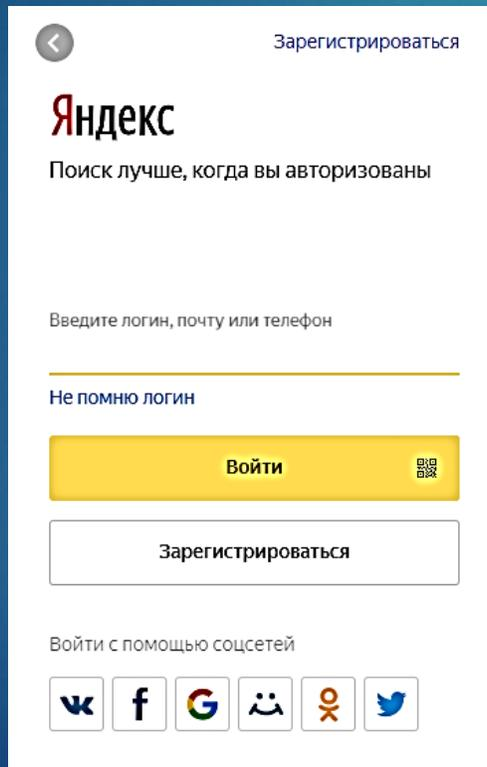 Зарегистрироваться
Яндекс
Поиск лучше, когда вы авторизованы
Введите логин, почту или телефон
Не помню логин
Войти
Зарегистрироваться
Войти с помощью соцсетей